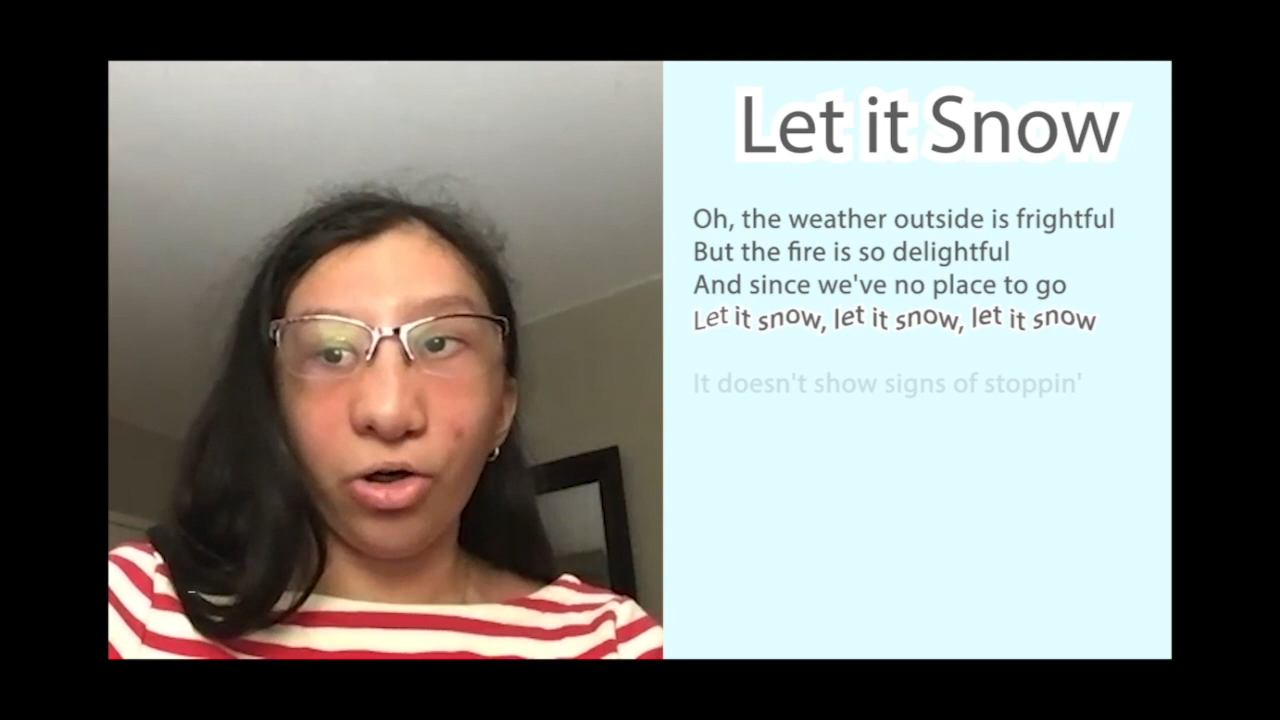 Let it Snow
Oh, the weather outside is frightful
But the fire is so delightful
And since we've no place to go
Let it snow, let it snow, let it snow
It doesn't show signs of stoppin'